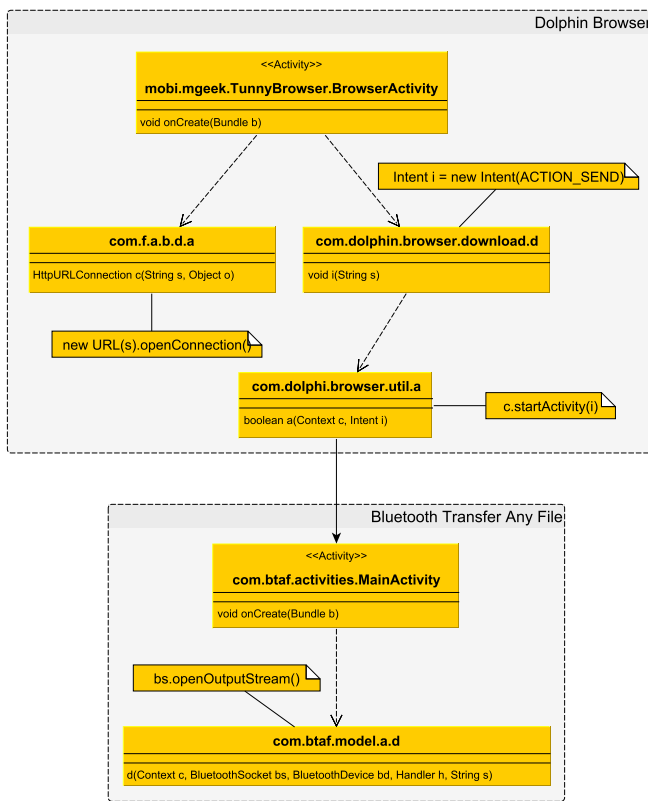 Dolphin Browser
<<Activity>>
mobi.mgeek.TunnyBrowser.BrowserActivity
void onCreate(Bundle b)
Intent i = new Intent(ACTION_SEND)
com.f.a.b.d.a
HttpURLConnection c(String s, Object o)
com.dolphin.browser.download.d
void i(String s)
new URL(s).openConnection()
com.dolphi.browser.util.a
boolean a(Context c, Intent i)
c.startActivity(i)
Bluetooth Transfer Any File
<<Activity>>
com.btaf.activities.MainActivity
void onCreate(Bundle b)
bs.openOutputStream()
com.btaf.model.a.d
d(Context c, BluetoothSocket bs, BluetoothDevice bd, Handler h, String s)